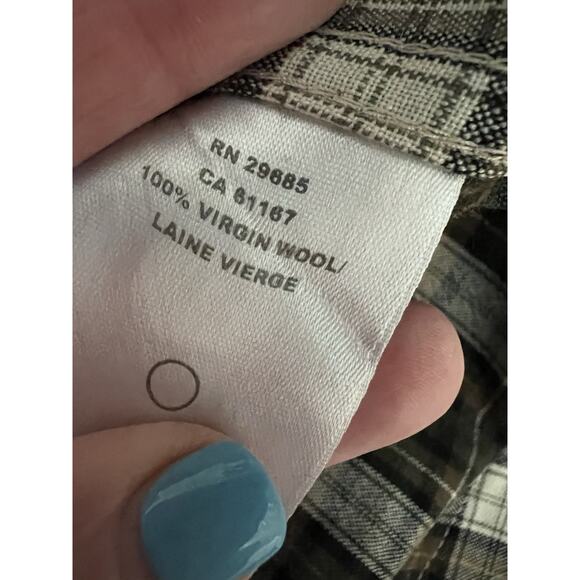 RN 29685
CA 61167
100% VIRGIN WOOL/
LAINE VIERGE